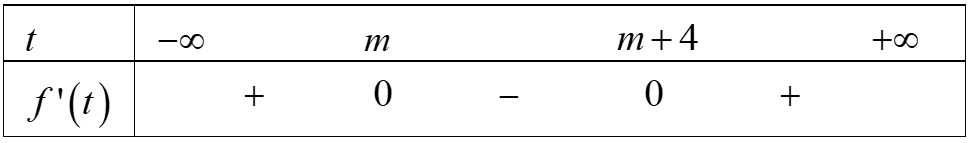 t −∞ m m + 4 +∞
f '(t) + 0 − 0 +